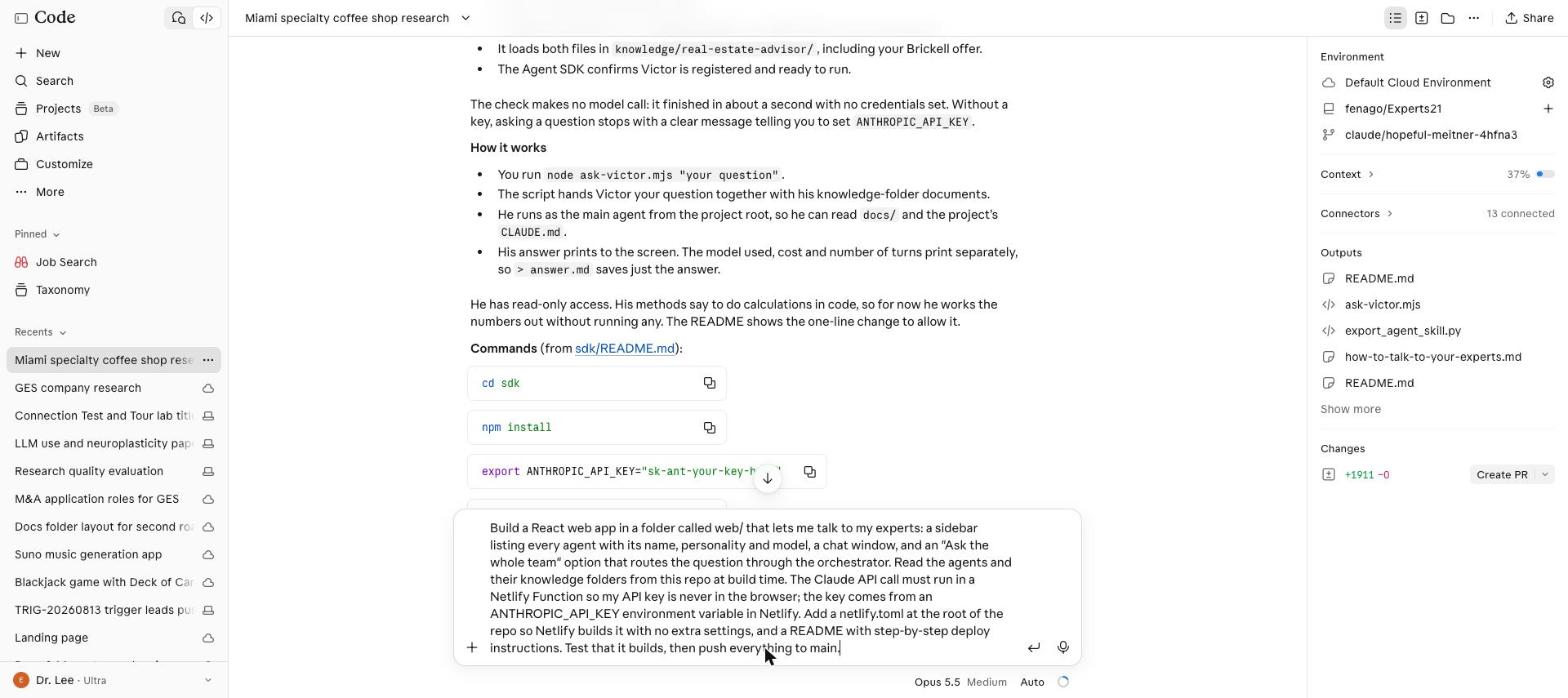 Code
New
Search
Projects Beta
Artifacts
Customize
More
Pinned
Job Search
Taxonomy
Recents
Miami specialty coffee shop rese
GES company research
Connection Test and Tour lab titl
LLM use and neuroplasticity pap
Research quality evaluation
M&A application roles for GES
Docs folder layout for second ro
Suno music generation app
Blackjack game with Deck of Car
TRIG-20260813 trigger leads pu
Landing page
E Dr. Lee · Ultra
Miami specialty coffee shop research
Share
It loads both files in knowledge/real-estate-advisor/, including your Brickell offer.
The Agent SDK confirms Victor is registered and ready to run.
The check makes no model call: it finished in about a second with no credentials set. Without a
key, asking a question stops with a clear message telling you to set ANTHROPIC_API_KEY.
How it works
You run node ask-victor.mjs "your question".
The script hands Victor your question together with his knowledge-folder documents.
He runs as the main agent from the project root, so he can read docs/ and the project's
CLAUDE.md.
His answer prints to the screen. The model used, cost and number of turns print separately,
so > answer.md saves just the answer.
He has read-only access. His methods say to do calculations in code, so for now he works the
numbers out without running any. The README shows the one-line change to allow it.
Commands (from sdk/README.md):
cd sdk
npm install
export ANTHROPIC_API_KEY="sk-ant-your-key-h
Build a React web app in a folder called web/ that lets me talk to my experts: a sidebar
listing every agent with its name, personality and model, a chat window, and an "Ask the
whole team" option that routes the question through the orchestrator. Read the agents and
their knowledge folders from this repo at build time. The Claude API call must run in a
Netlify Function so my API key is never in the browser; the key comes from an
ANTHROPIC_API_KEY environment variable in Netlify. Add a netlify.toml at the root of the
repo so Netlify builds it with no extra settings, and a README with step-by-step deploy
instructions. Test that it builds, then push everything to main.
Opus 5.5 Medium Auto
Environment
Default Cloud Environment
fenago/Experts21
claude/hopeful-meitner-4hfna3
Context 37%
Connectors 13 connected
Outputs
README.md
ask-victor.mjs
export_agent_skill.py
how-to-talk-to-your-experts.md
README.md
Show more
Changes
+1911 −0 Create PR